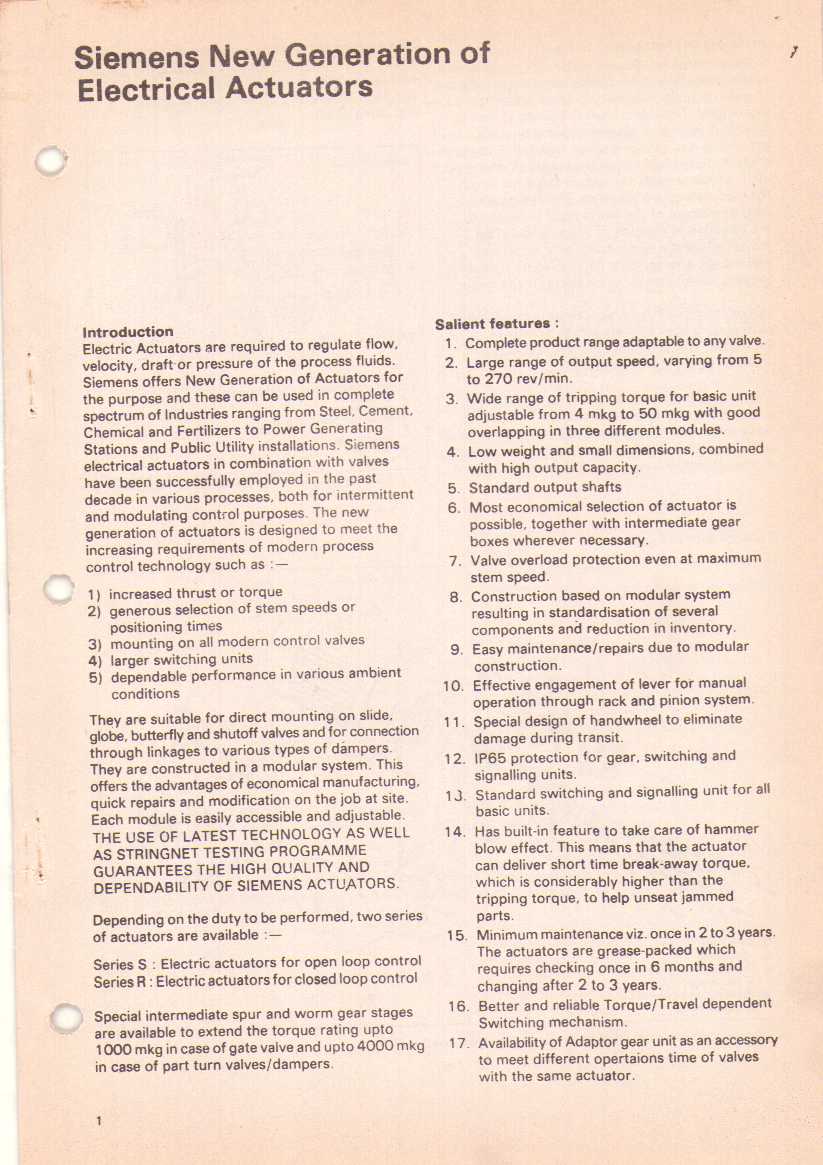 Siemens New Generation of
Electrical Actuators
1
Introduction
Electric Actuators are required to regulate flow,
velocity, draft or pressure of the process fluids.
Siemens offers New Generation of Actuators for
the purpose and these can be used in complete
spectrum of Industries ranging from Steel, Cement,
Chemical and Fertilizers to Power Generating
Stations and Public Utility installations. Siemens
electrical actuators in combination with valves
have been successfully employed in the past
decade in various processes, both for intermittent
and modulating control purposes. The new
generation of actuators is designed to meet the
increasing requirements of modern process
control technology such as :—
1) increased thrust or torque
2) generous selection of stem speeds or
positioning times
3) mounting on all modern control valves
4) larger switching units
5) dependable performance in various ambient
conditions
They are suitable for direct mounting on slide,
globe, butterfly and shutoff valves and for connection
through linkages to various types of dampers.
They are constructed in a modular system. This
offers the advantages of economical manufacturing,
quick repairs and modification on the job at site.
Each module is easily accessible and adjustable.
THE USE OF LATEST TECHNOLOGY AS WELL
AS STRINGNET TESTING PROGRAMME
GUARANTEES THE HIGH QUALITY AND
DEPENDABILITY OF SIEMENS ACTUATORS.
Depending on the duty to be performed, two series
of actuators are available :—
Series S : Electric actuators for open loop control
Series R : Electric actuators for closed loop control
Special intermediate spur and worm gear stages
are available to extend the torque rating upto
1000 mkg in case of gate valve and upto 4000 mkg
in case of part turn valves/dampers.
Salient features :
1. Complete product range adaptable to any valve.
2. Large range of output speed, varying from 5
to 270 rev/min.
3. Wide range of tripping torque for basic unit
adjustable from 4 mkg to 50 mkg with good
overlapping in three different modules.
4. Low weight and small dimensions, combined
with high output capacity.
5. Standard output shafts
6. Most economical selection of actuator is
possible, together with intermediate gear
boxes wherever necessary.
7. Valve overload protection even at maximum
stem speed.
8. Construction based on modular system
resulting in standardisation of several
components and reduction in inventory.
9. Easy maintenance/repairs due to modular
construction.
10. Effective engagement of lever for manual
operation through rack and pinion system.
11. Special design of handwheel to eliminate
damage during transit.
12. IP65 protection for gear, switching and
signalling units.
13. Standard switching and signalling unit for all
basic units.
14. Has built-in feature to take care of hammer
blow effect. This means that the actuator
can deliver short time break-away torque,
which is considerably higher than the
tripping torque, to help unseat jammed
parts.
15. Minimum maintenance viz. once in 2 to 3 years.
The actuators are grease-packed which
requires checking once in 6 months and
changing after 2 to 3 years.
16. Better and reliable Torque/Travel dependent
Switching mechanism.
17. Availability of Adaptor gear unit as an accessory
to meet different opertaions time of valves
with the same actuator.
1